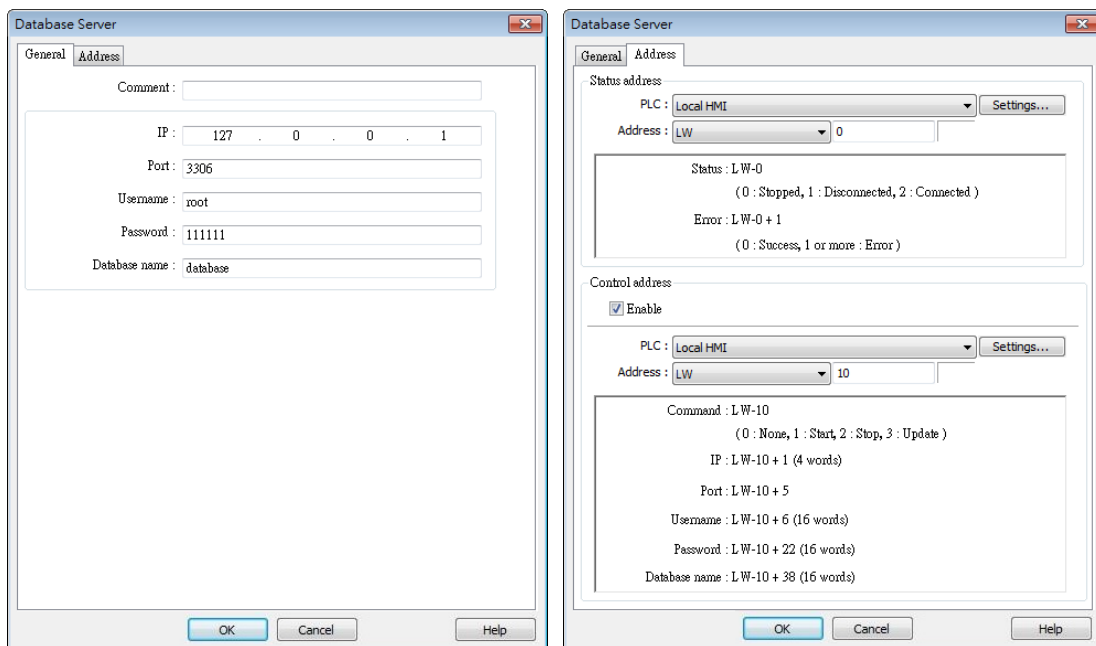 Database Server
General Address
Comment :
IP : 127 . 0 . 0 . 1
Port : 3306
Username : root
Password : 111111
Database name : database
OK Cancel Help
Database Server
General Address
Status address
PLC : Local HMI Settings...
Address : LW 0
Status : LW-0
( 0 : Stopped, 1 : Disconnected, 2 : Connected )
Error : LW-0 + 1
( 0 : Success, 1 or more : Error )
Control address
Enable
PLC : Local HMI Settings...
Address : LW 10
Command : LW-10
( 0 : None, 1 : Start, 2 : Stop, 3 : Update )
IP : LW-10 + 1 (4 words)
Port : LW-10 + 5
Username : LW-10 + 6 (16 words)
Password : LW-10 + 22 (16 words)
Database name : LW-10 + 38 (16 words)
OK Cancel Help